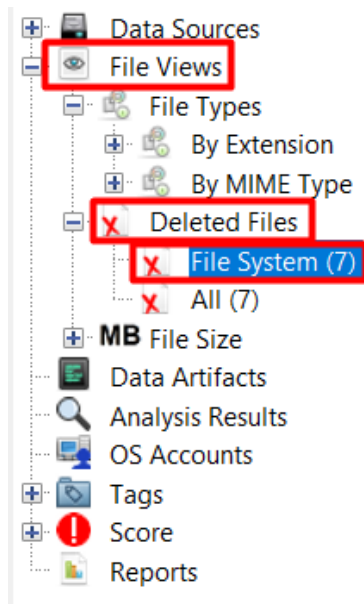 Data Sources
File Views
File Types
By Extension
By MIME Type
Deleted Files
File System (7)
All (7)
MB File Size
Data Artifacts
Analysis Results
OS Accounts
Tags
Score
Reports